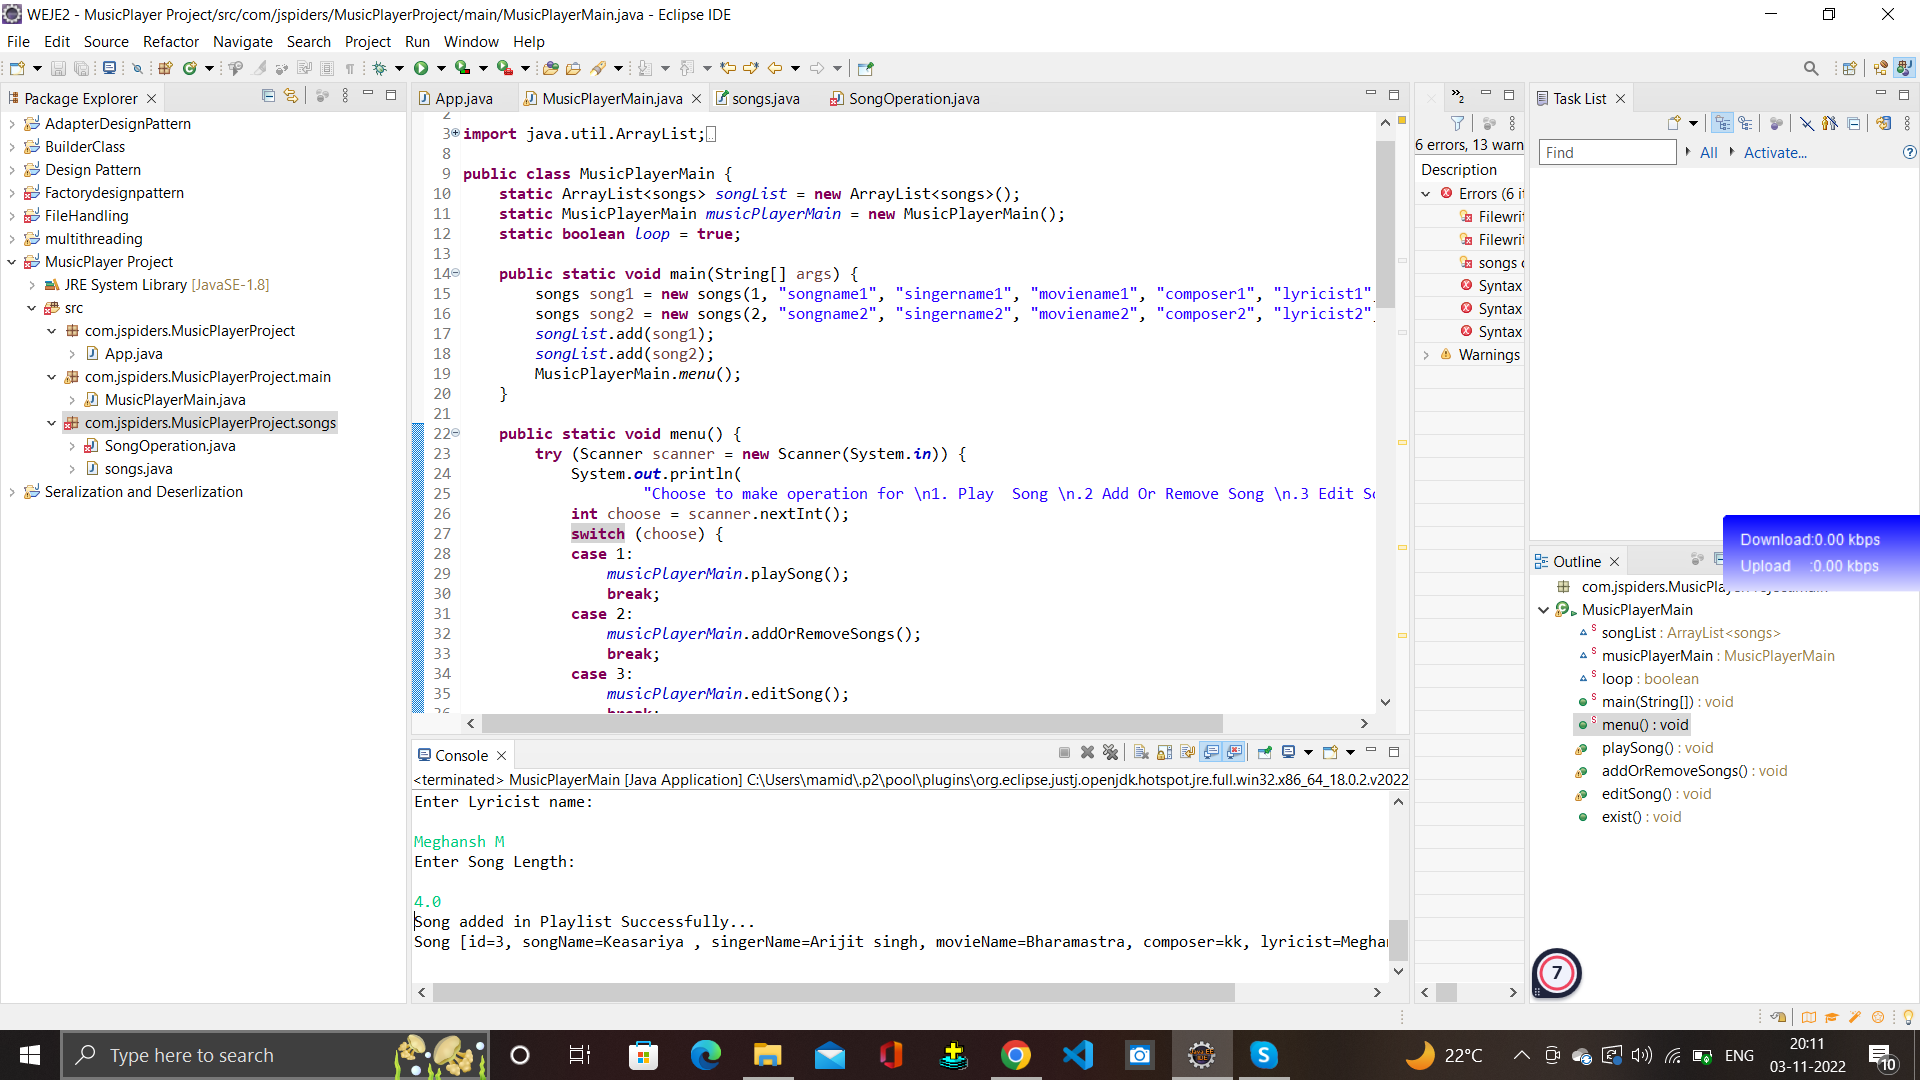 WEJE2 - MusicPlayer Project/src/com/jspiders/MusicPlayerProject/main/MusicPlayerMain.java - Eclipse IDE
File Edit Source Refactor Navigate Search Project Run Window Help
Package Explorer
AdapterDesignPattern
BuilderClass
Design Pattern
Factorydesignpattern
FileHandling
multithreading
MusicPlayer Project
JRE System Library [JavaSE-1.8]
src
com.jspiders.MusicPlayerProject
App.java
com.jspiders.MusicPlayerProject.main
MusicPlayerMain.java
com.jspiders.MusicPlayerProject.songs
SongOperation.java
songs.java
Seralization and Deserlization
App.java MusicPlayerMain.java songs.java SongOperation.java
2
3 import java.util.ArrayList;
8
9 public class MusicPlayerMain {
10 static ArrayList<songs> songList = new ArrayList<songs>();
11 static MusicPlayerMain musicPlayerMain = new MusicPlayerMain();
12 static boolean loop = true;
13
14 public static void main(String[] args) {
15 songs song1 = new songs(1, "songname1", "singername1", "moviename1", "composer1", "lyricist1"
16 songs song2 = new songs(2, "songname2", "singername2", "moviename2", "composer2", "lyricist2"
17 songList.add(song1);
18 songList.add(song2);
19 MusicPlayerMain.menu();
20 }
21
22 public static void menu() {
23 try (Scanner scanner = new Scanner(System.in)) {
24 System.out.println(
25 "Choose to make operation for \n1. Play  Song \n.2 Add Or Remove Song \n.3 Edit So
26 int choose = scanner.nextInt();
27 switch (choose) {
28 case 1:
29 musicPlayerMain.playSong();
30 break;
31 case 2:
32 musicPlayerMain.addOrRemoveSongs();
33 break;
34 case 3:
35 musicPlayerMain.editSong();
36 break;
Console
<terminated> MusicPlayerMain [Java Application] C:\Users\mamid\.p2\pool\plugins\org.eclipse.justj.openjdk.hotspot.jre.full.win32.x86_64_18.0.2.v2022
Enter Lyricist name:
Meghansh M
Enter Song Length:
4.0
Song added in Playlist Successfully...
Song [id=3, songName=Keasariya , singerName=Arijit singh, movieName=Bharamastra, composer=kk, lyricist=Meghan
2
6 errors, 13 warn
Description
Errors (6 it
Filewrit
Filewrit
songs c
Syntax
Syntax
Syntax
Warnings
Task List
Find All Activate...
Download:0.00 kbps
Upload :0.00 kbps
Outline
com.jspiders.MusicPlayerProject.main
MusicPlayerMain
songList : ArrayList<songs>
musicPlayerMain : MusicPlayerMain
loop : boolean
main(String[]) : void
menu() : void
playSong() : void
addOrRemoveSongs() : void
editSong() : void
exist() : void
7
Type here to search
22°C
ENG
20:11
03-11-2022
10